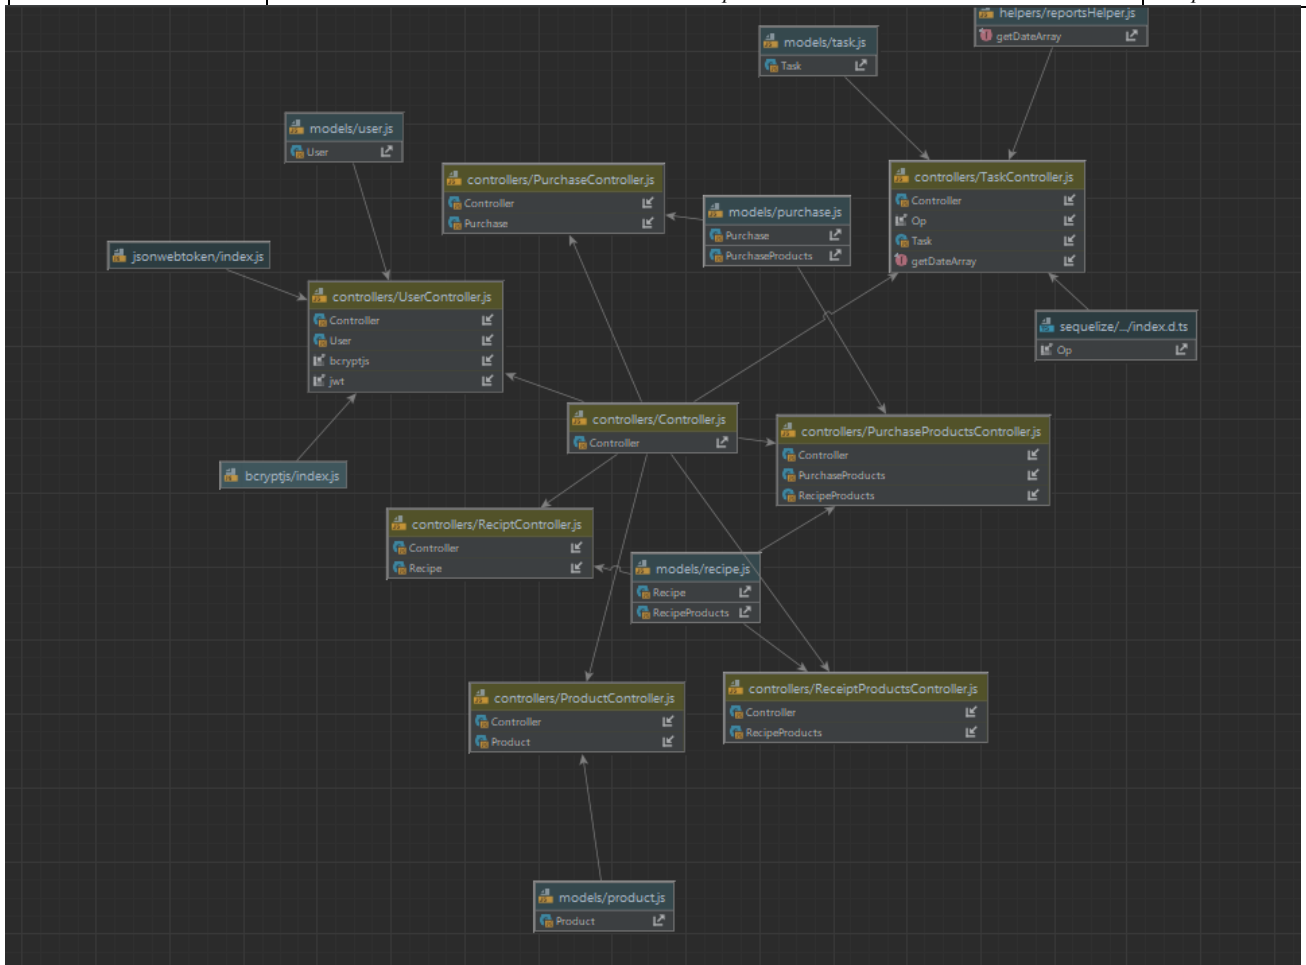 helpers/reportsHelper.js
getDateArray
models/task.js
Task
models/user.js
User
controllers/PurchaseController.js
Controller
Purchase
models/purchase.js
Purchase
PurchaseProducts
controllers/TaskController.js
Controller
Op
Task
getDateArray
jsonwebtoken/index.js
controllers/UserController.js
Controller
User
bcryptjs
jwt
sequelize/.../index.d.ts
Op
controllers/Controller.js
Controller
controllers/PurchaseProductsController.js
Controller
PurchaseProducts
RecipeProducts
bcryptjs/index.js
controllers/ReciptController.js
Controller
Recipe
models/recipe.js
Recipe
RecipeProducts
controllers/ProductController.js
Controller
Product
controllers/ReceiptProductsController.js
Controller
RecipeProducts
models/product.js
Product